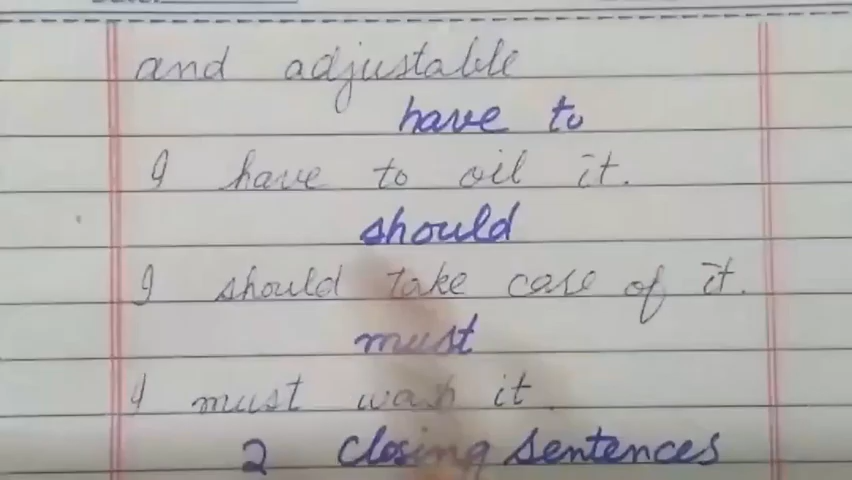 and adjustable
have to
I have to oil it.
should
I should take case of it.
must
I must wash it.
2 closing sentences